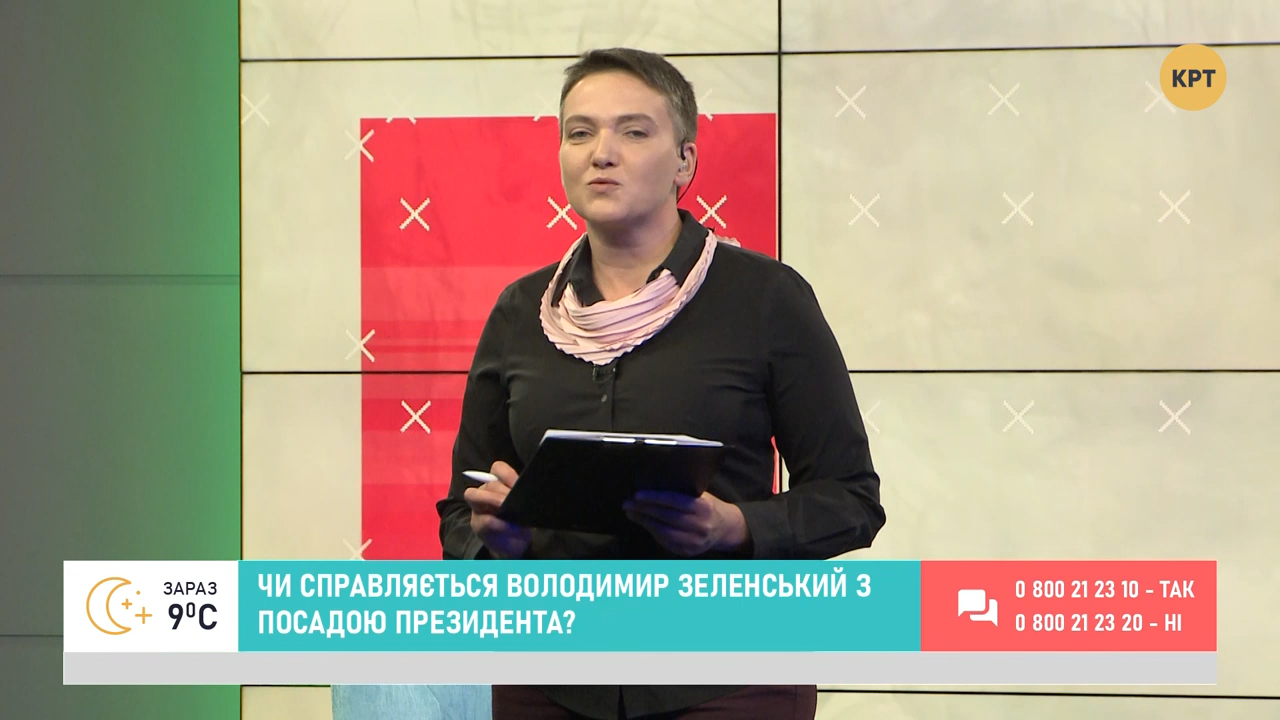 КРТ
ЗАРАЗ
9⁰C
ЧИ СПРАВЛЯЄТЬСЯ ВОЛОДИМИР ЗЕЛЕНСЬКИЙ З
ПОСАДОЮ ПРЕЗИДЕНТА?
0 800 21 23 10 – ТАК
0 800 21 23 20 – НІ